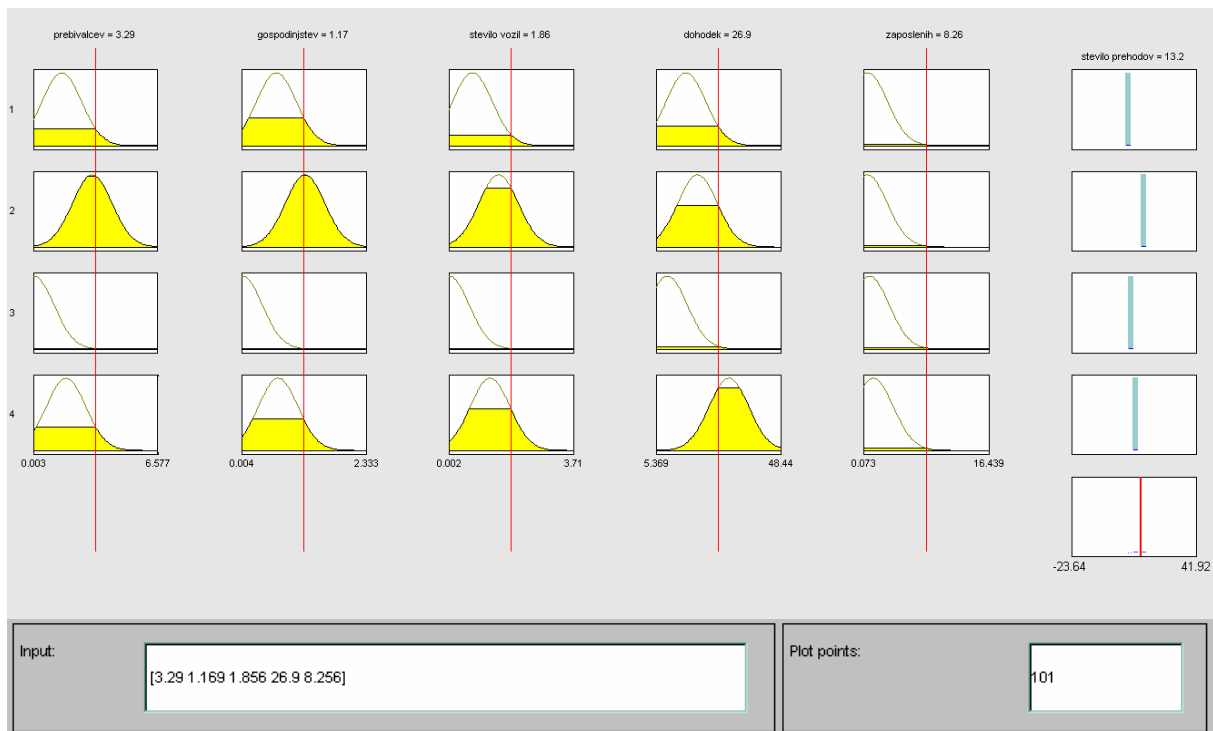 prebivalcev = 3.29
gospodinjstev = 1.17
stevilo vozil = 1.86
dohodek = 26.9
zaposlenih = 8.26
stevilo prehodov = 13.2
1
2
3
4
0.003 6.577
0.004 2.333
0.002 3.71
5.369 48.44
0.073 16.439
-23.64 41.92
Input:
[3.29 1.169 1.856 26.9 8.256]
Plot points:
101